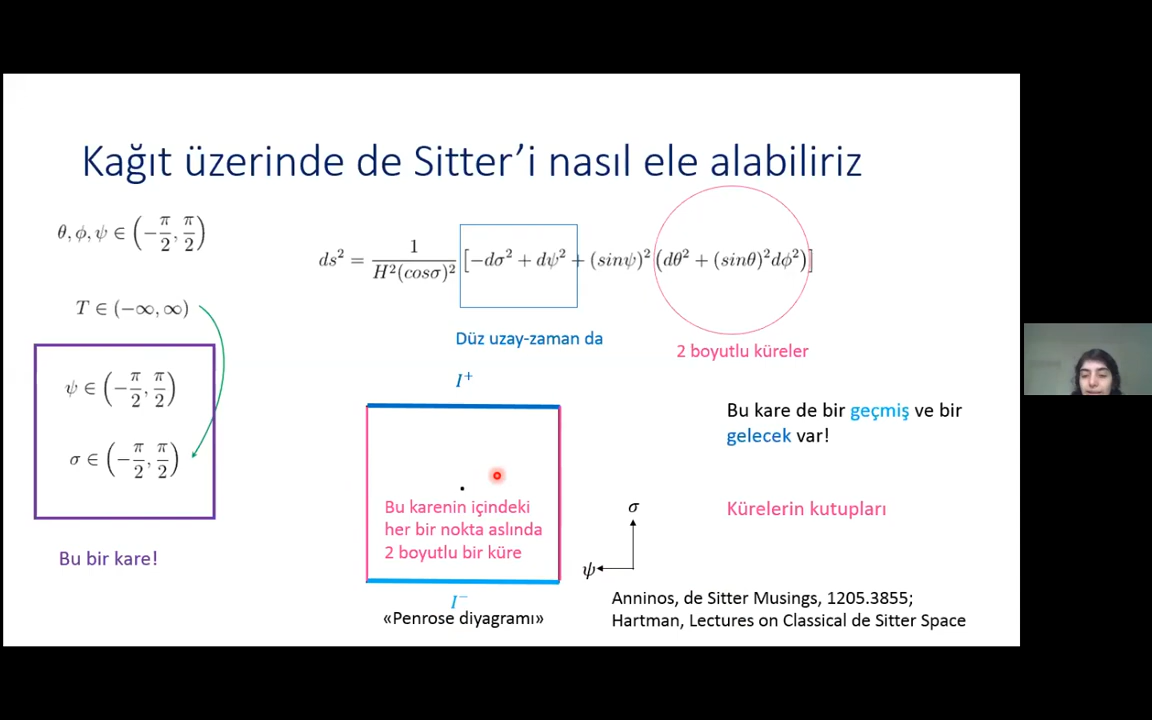 Kağıt üzerinde de Sitter'i nasıl ele alabiliriz
θ, ϕ, ψ ∈ (−π/2, π/2)
ds² = 1/(H²(cosσ)²) [−dσ² + dψ² + (sinψ)² (dθ² + (sinθ)²dϕ²)]
T ∈ (−∞, ∞)
Düz uzay-zaman da
2 boyutlu küreler
ψ ∈ (−π/2, π/2)
σ ∈ (−π/2, π/2)
Bu bir kare!
I⁺
Bu karenin içindeki
her bir nokta aslında
2 boyutlu bir küre
I⁻
«Penrose diyagramı»
σ
ψ
Bu kare de bir geçmiş ve bir
gelecek var!
Kürelerin kutupları
Anninos, de Sitter Musings, 1205.3855;
Hartman, Lectures on Classical de Sitter Space